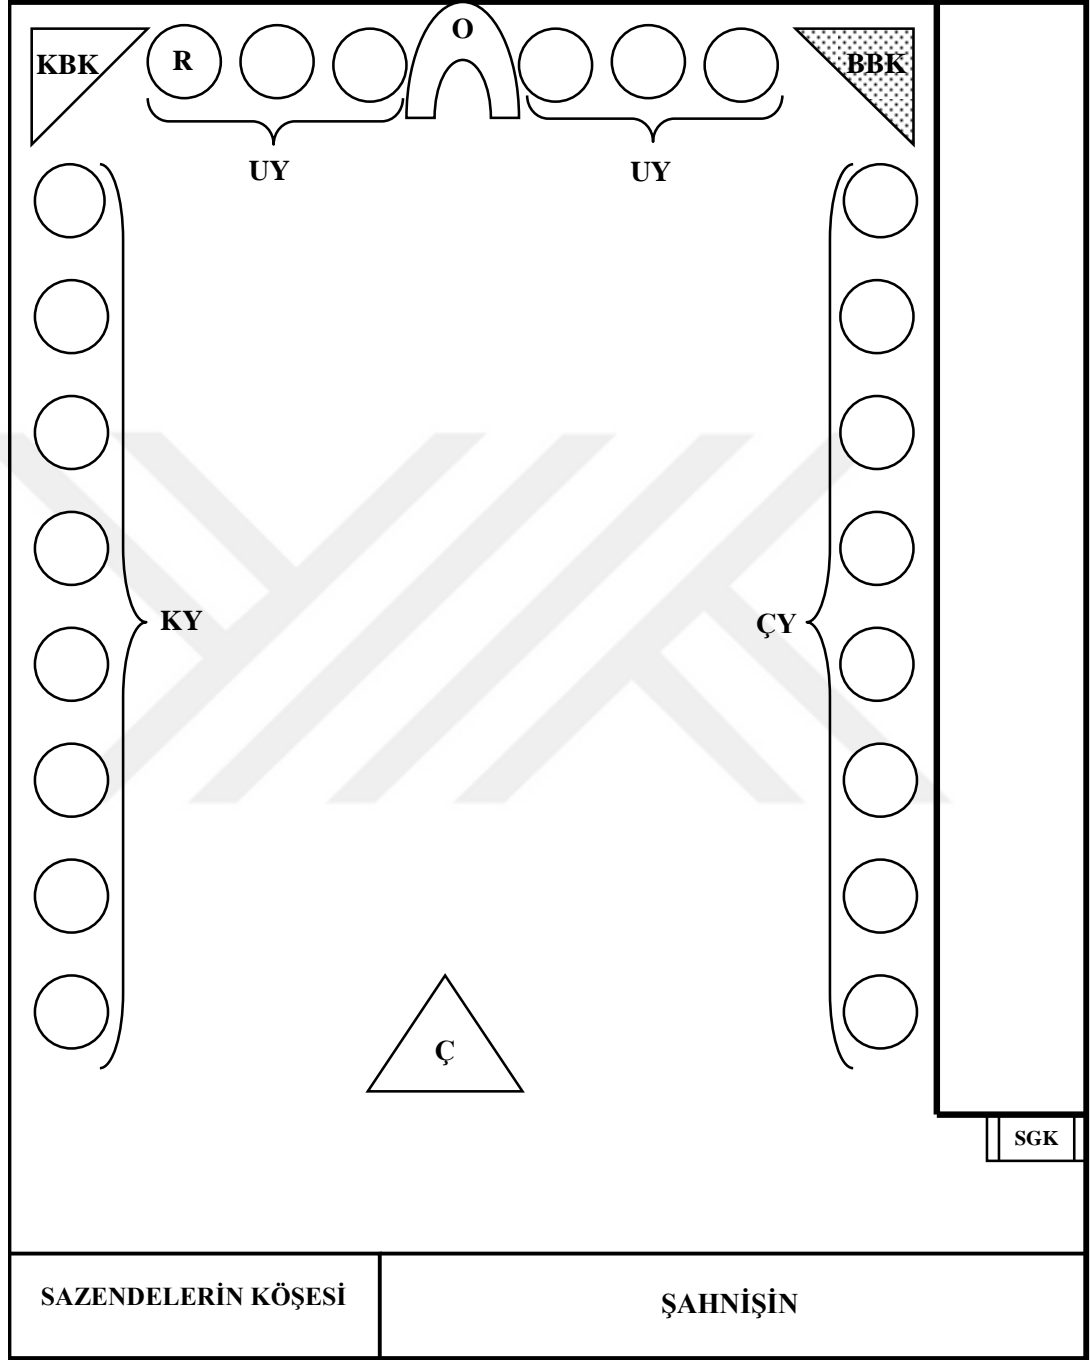 O
KBK
R
BBK
UY
UY
KY
ÇY
Ç
SGK
SAZENDELERİN KÖŞESİ
ŞAHNİŞİN